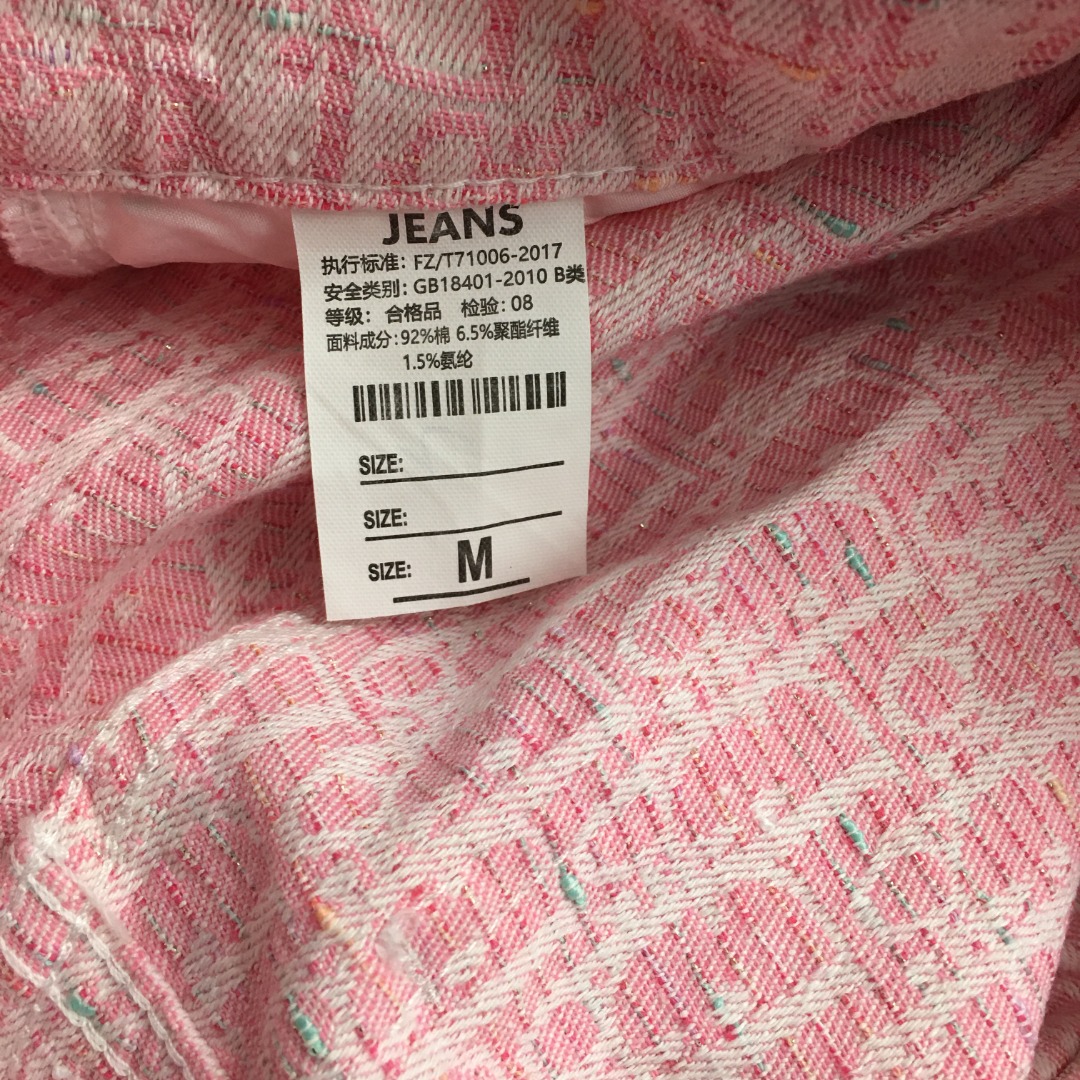 JEANS
执行标准: FZ/T71006-2017
安全类别: GB18401-2010 B类
等级: 合格品 检验: 08
面料成分:92%棉 6.5%聚酯纤维
1.5%氨纶
SIZE:
SIZE:
SIZE: M